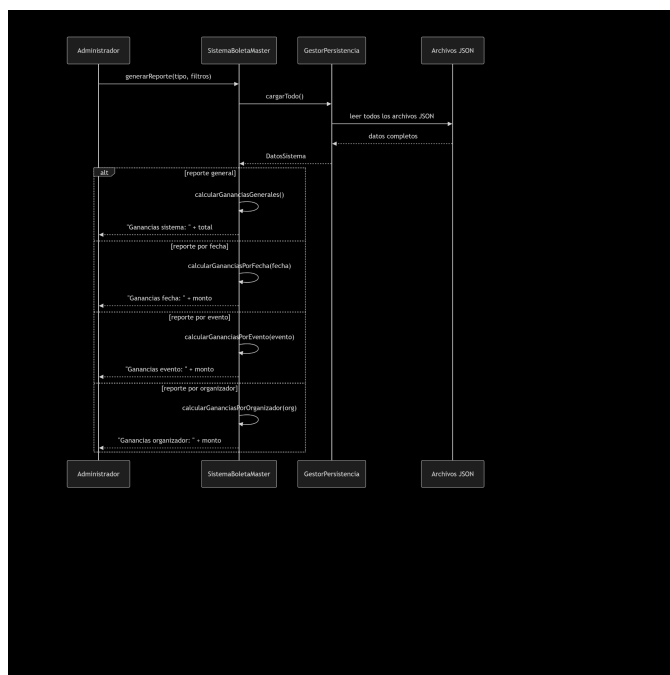 Administrador
SistemaBoletaMaster
GestorPersistencia
Archivos JSON
generarReporte(tipo, filtros)
cargarTodo()
leer todos los archivos JSON
datos completos
DatosSistema
alt
[reporte general]
calcularGananciasGenerales()
"Ganancias sistema: " + total
[reporte por fecha]
calcularGananciasPorFecha(fecha)
"Ganancias fecha: " + monto
[reporte por evento]
calcularGananciasPorEvento(evento)
"Ganancias evento: " + monto
[reporte por organizador]
calcularGananciasPorOrganizador(org)
"Ganancias organizador: " + monto
Administrador
SistemaBoletaMaster
GestorPersistencia
Archivos JSON